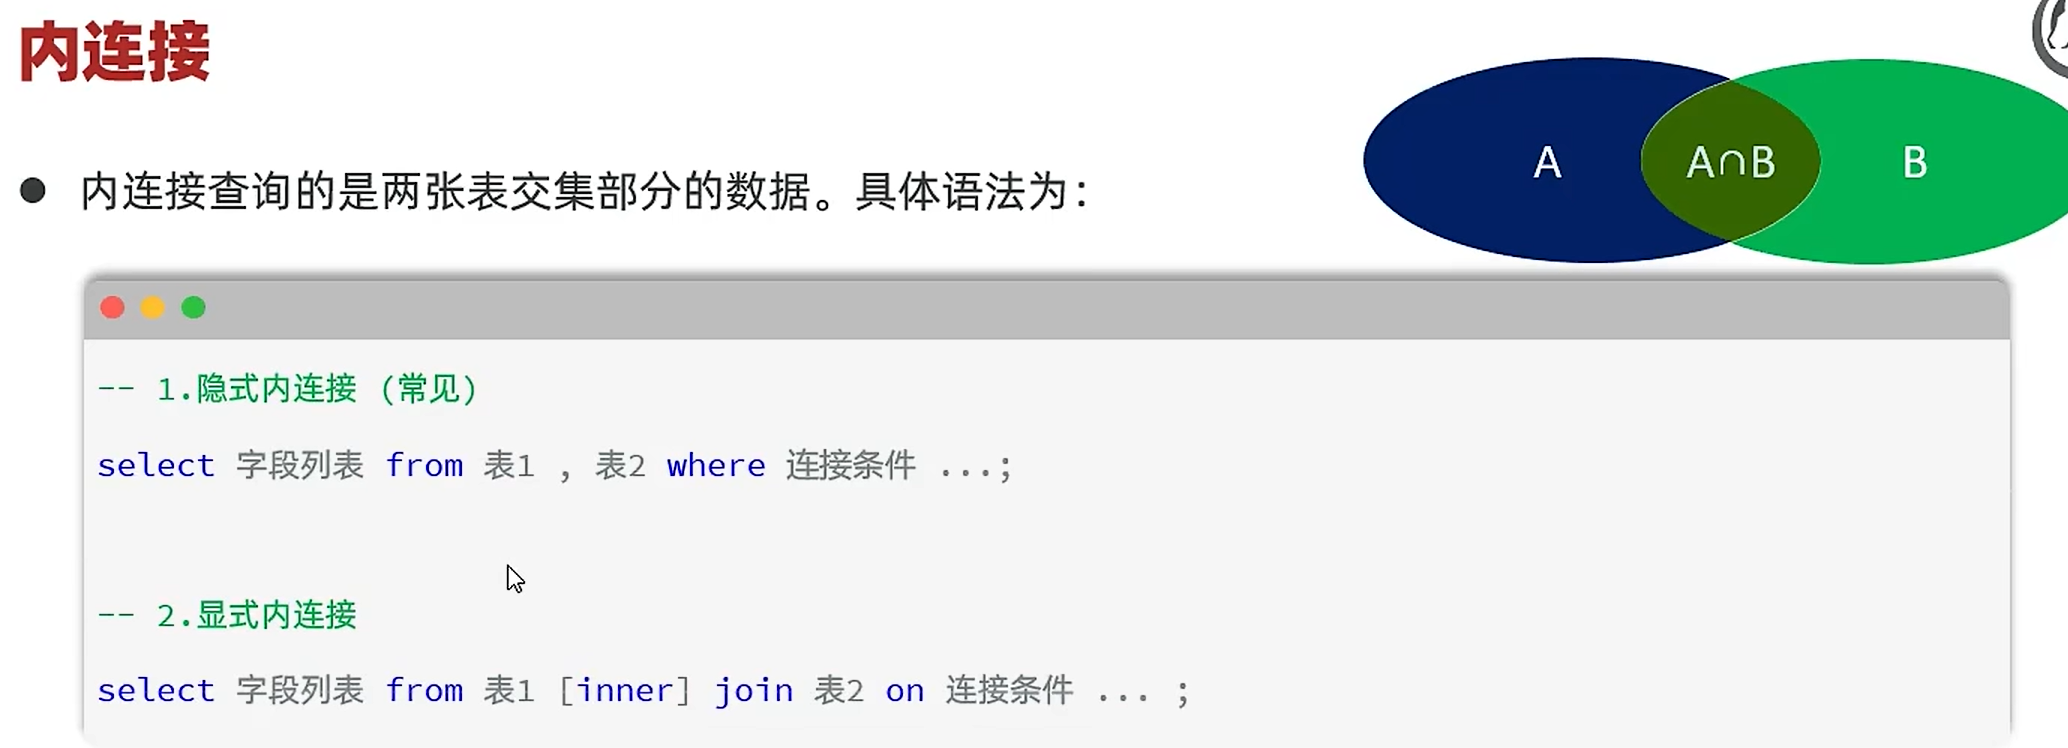 内连接
A
A∩B
B
内连接查询的是两张表交集部分的数据。具体语法为：
-- 1.隐式内连接 (常见)
select 字段列表 from 表1 , 表2 where 连接条件 ...;
-- 2.显式内连接
select 字段列表 from 表1 [inner] join 表2 on 连接条件 ... ;